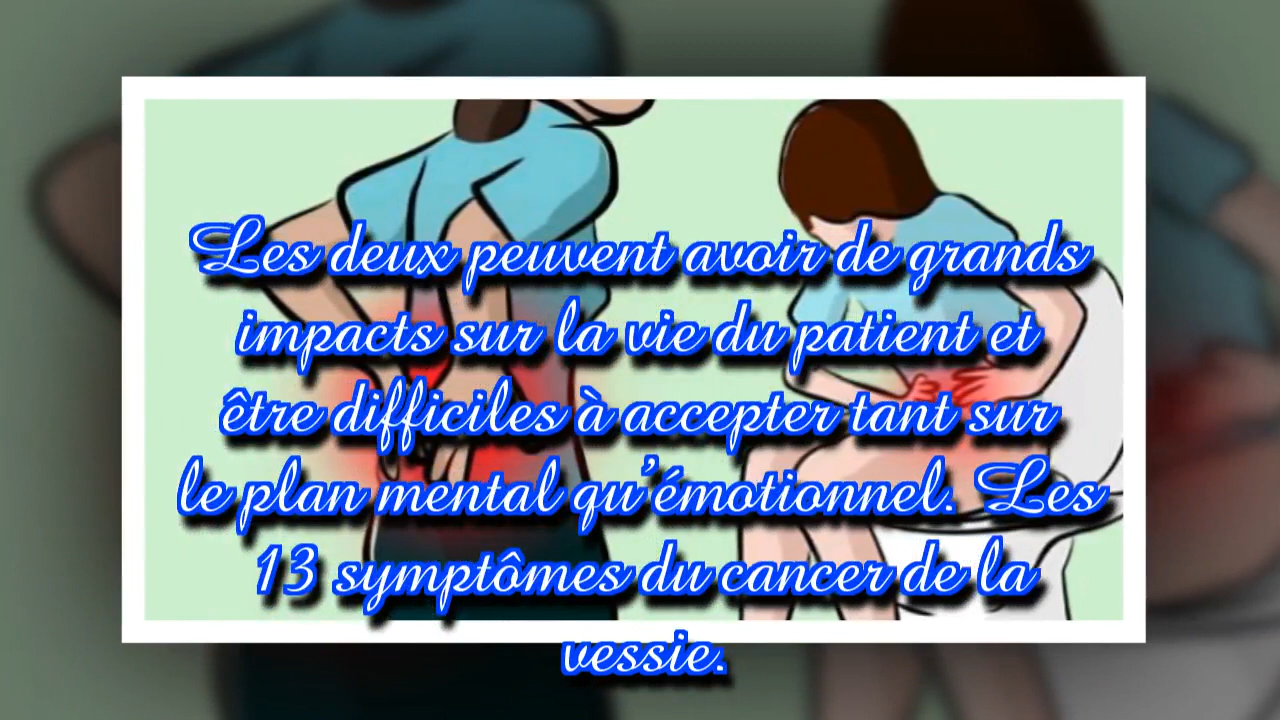 Les deux peuvent avoir de grands
impacts sur la vie du patient et
être difficiles à accepter tant sur
le plan mental qu'émotionnel. Les
13 symptômes du cancer de la
vessie.